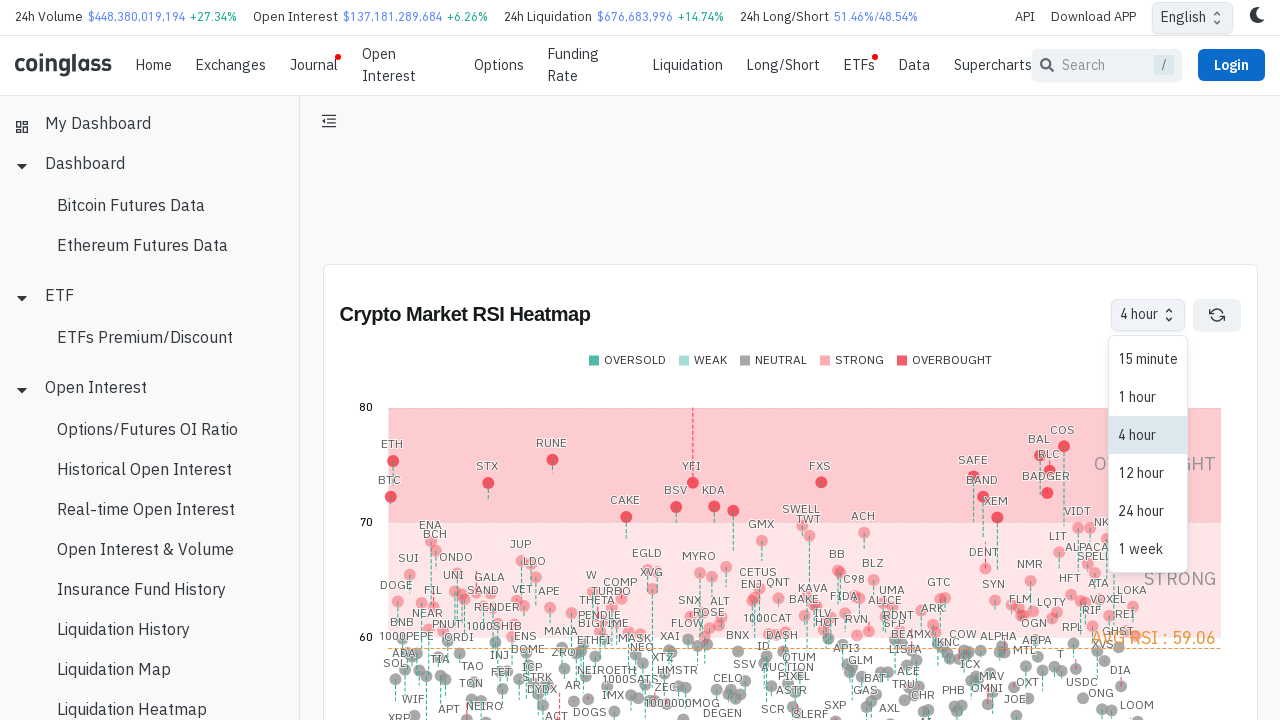 24h Volume $448,380,019,194 +27.34% Open Interest $137,181,289,684 +6.26% 24h Liquidation $676,683,996 +14.74% 24h Long/Short 51.46%/48.54% API Download APP English
coinglass Home Exchanges Journal Open Interest Options Funding Rate Liquidation Long/Short ETFs Data Supercharts Search / Login
My Dashboard
Dashboard
Bitcoin Futures Data
Ethereum Futures Data
ETF
ETFs Premium/Discount
Open Interest
Options/Futures OI Ratio
Historical Open Interest
Real-time Open Interest
Open Interest & Volume
Insurance Fund History
Liquidation History
Liquidation Map
Liquidation Heatmap
Crypto Market RSI Heatmap 4 hour
15 minute
1 hour
4 hour
12 hour
24 hour
1 week
OVERSOLD WEAK NEUTRAL STRONG OVERBOUGHT
80
COS
ETH RUNE BAL
RLC
STX YFI FXS SAFE
BTC BAND BADGER
BSV KDA
CAKE XEM
SWELL VIDT
TWT ACH
70
ENA GMX
BCH LIT
JUP ALPACA
SUI ONDO EGLD MYRO BB DENT SPELL
LDO BLZ NMR
UNI GALA W XWG CETUS C98 HFT
DOGE FIL VET APE COMP ENJ QNT KAVA GTC SYN ATA
SAND TURBO UMA LOKA
NEAR RENDER THETA SNX ALT BAKE ALICE FLM LQTY VOXEL
BNB PNUT PENDLE ROSE ILV RVN BNT ARK RIF
1000SHIB BIGTIME FLOW 1000CAT HOT SFP OGN RPL REI
60
1000PEPE ORDI ENS MANA MASK XAI BNX DASH BEAMX COW ALPHA ARPA GHST
STRONG
AVG RSI : 59.06
ADA BOME ETHFI NEO ID API3 LISTA KNC MTL XVS
SOL TIA INJ ZRO XTZ QTUM GLM ICX T
TAO ICP NEIROETH HMSTR SSV AUCTION ACE DIA
FET STRK 1000SATS CELO PIXEL BAT MAV
TON DYDX AR ZEC ASTR GAS TRU OMNI OXT USDC
WIF IMX CHR PHB JOE ONG
APT NEIRO 1000000MOG SXP LOOM
XRP ACT DOGS DEGEN SCR CLERF AXL